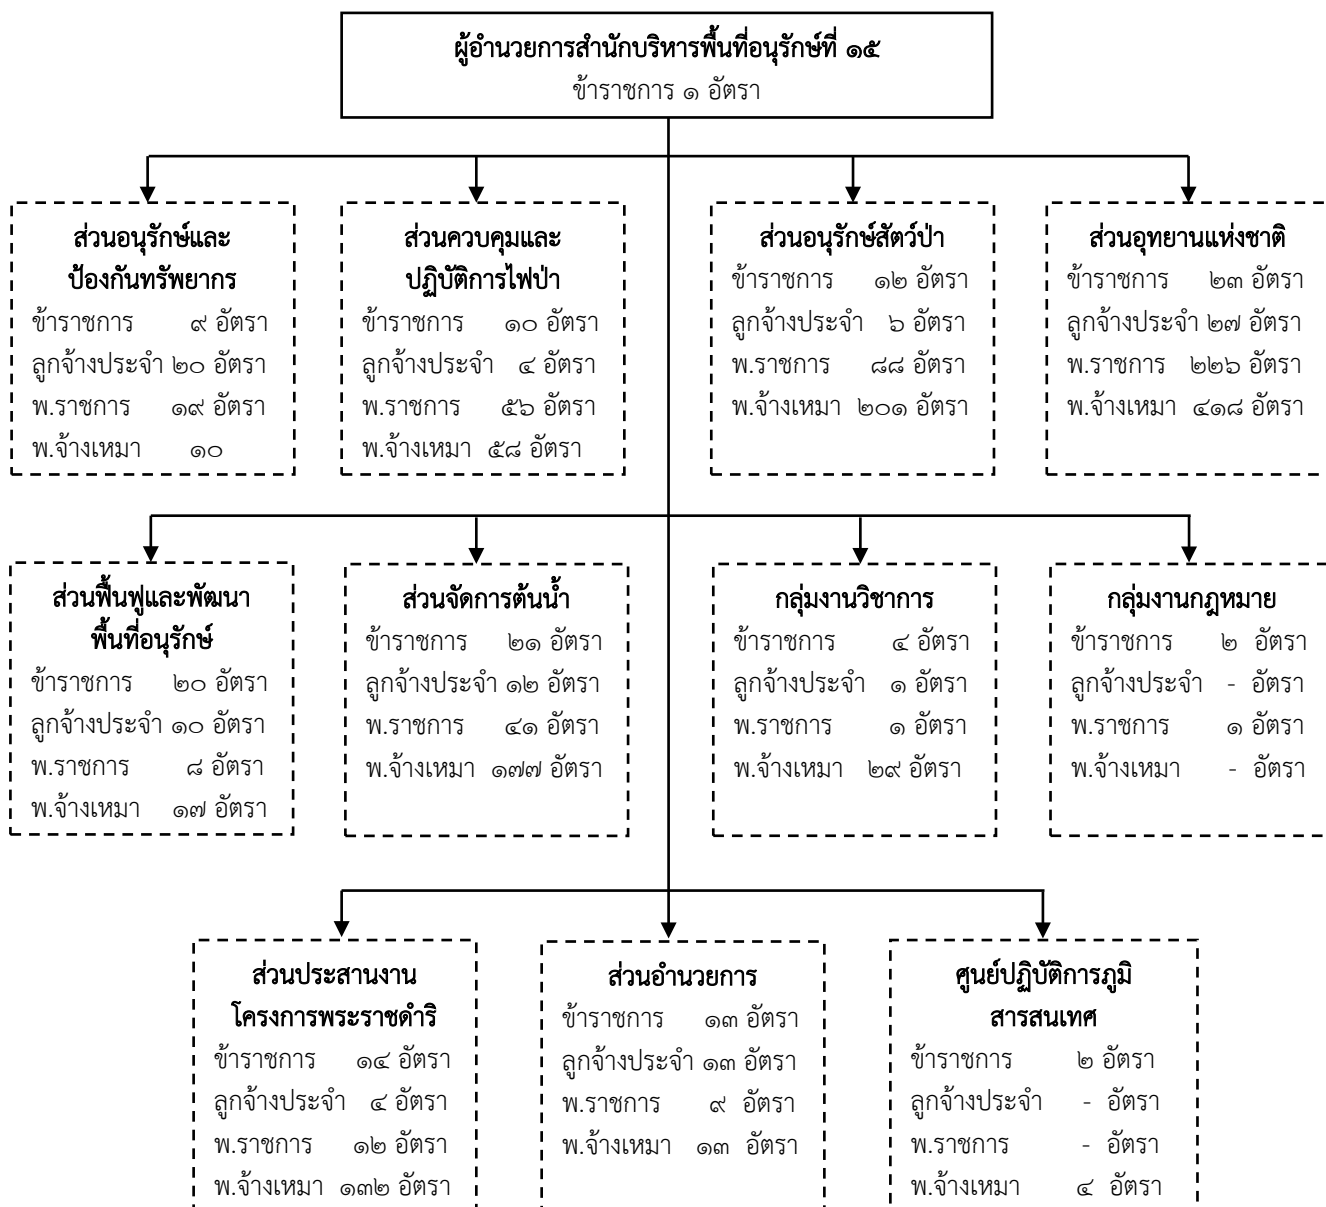 ผู้อำนวยการสำนักบริหารพื้นที่อนุรักษ์ที่ ๑๕
ข้าราชการ ๑ อัตรา
ส่วนอนุรักษ์และ
ป้องกันทรัพยากร
ข้าราชการ ๙ อัตรา
ลูกจ้างประจำ ๒๐ อัตรา
พ.ราชการ ๑๙ อัตรา
พ.จ้างเหมา ๑๐
ส่วนควบคุมและ
ปฏิบัติการไฟป่า
ข้าราชการ ๑๐ อัตรา
ลูกจ้างประจำ ๔ อัตรา
พ.ราชการ ๕๖ อัตรา
พ.จ้างเหมา ๕๘ อัตรา
ส่วนอนุรักษ์สัตว์ป่า
ข้าราชการ ๑๒ อัตรา
ลูกจ้างประจำ ๖ อัตรา
พ.ราชการ ๘๘ อัตรา
พ.จ้างเหมา ๒๐๑ อัตรา
ส่วนอุทยานแห่งชาติ
ข้าราชการ ๒๓ อัตรา
ลูกจ้างประจำ ๒๗ อัตรา
พ.ราชการ ๒๒๖ อัตรา
พ.จ้างเหมา ๔๑๘ อัตรา
ส่วนฟื้นฟูและพัฒนา
พื้นที่อนุรักษ์
ข้าราชการ ๒๐ อัตรา
ลูกจ้างประจำ ๑๐ อัตรา
พ.ราชการ ๘ อัตรา
พ.จ้างเหมา ๑๗ อัตรา
ส่วนจัดการต้นน้ำ
ข้าราชการ ๒๑ อัตรา
ลูกจ้างประจำ ๑๒ อัตรา
พ.ราชการ ๔๑ อัตรา
พ.จ้างเหมา ๑๗๗ อัตรา
กลุ่มงานวิชาการ
ข้าราชการ ๔ อัตรา
ลูกจ้างประจำ ๑ อัตรา
พ.ราชการ ๑ อัตรา
พ.จ้างเหมา ๒๙ อัตรา
กลุ่มงานกฎหมาย
ข้าราชการ ๒ อัตรา
ลูกจ้างประจำ - อัตรา
พ.ราชการ ๑ อัตรา
พ.จ้างเหมา - อัตรา
ส่วนประสานงาน
โครงการพระราชดำริ
ข้าราชการ ๑๔ อัตรา
ลูกจ้างประจำ ๔ อัตรา
พ.ราชการ ๑๒ อัตรา
พ.จ้างเหมา ๑๓๒ อัตรา
ส่วนอำนวยการ
ข้าราชการ ๑๓ อัตรา
ลูกจ้างประจำ ๑๓ อัตรา
พ.ราชการ ๙ อัตรา
พ.จ้างเหมา ๑๓ อัตรา
ศูนย์ปฏิบัติการภูมิ
สารสนเทศ
ข้าราชการ ๒ อัตรา
ลูกจ้างประจำ - อัตรา
พ.ราชการ - อัตรา
พ.จ้างเหมา ๔ อัตรา